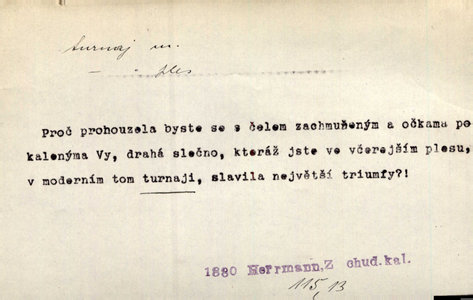 turnaj m.
— " ples
Proč prohouzela byste se s čelem zachmuřeným a očkama po
kalenýma Vy, drahá slečno, kteráž jste ve včerejším plesu,
v moderním tom turnaji, slavila největší triumfy?!
1880 Herrmann,Z chud.kal.
115,13